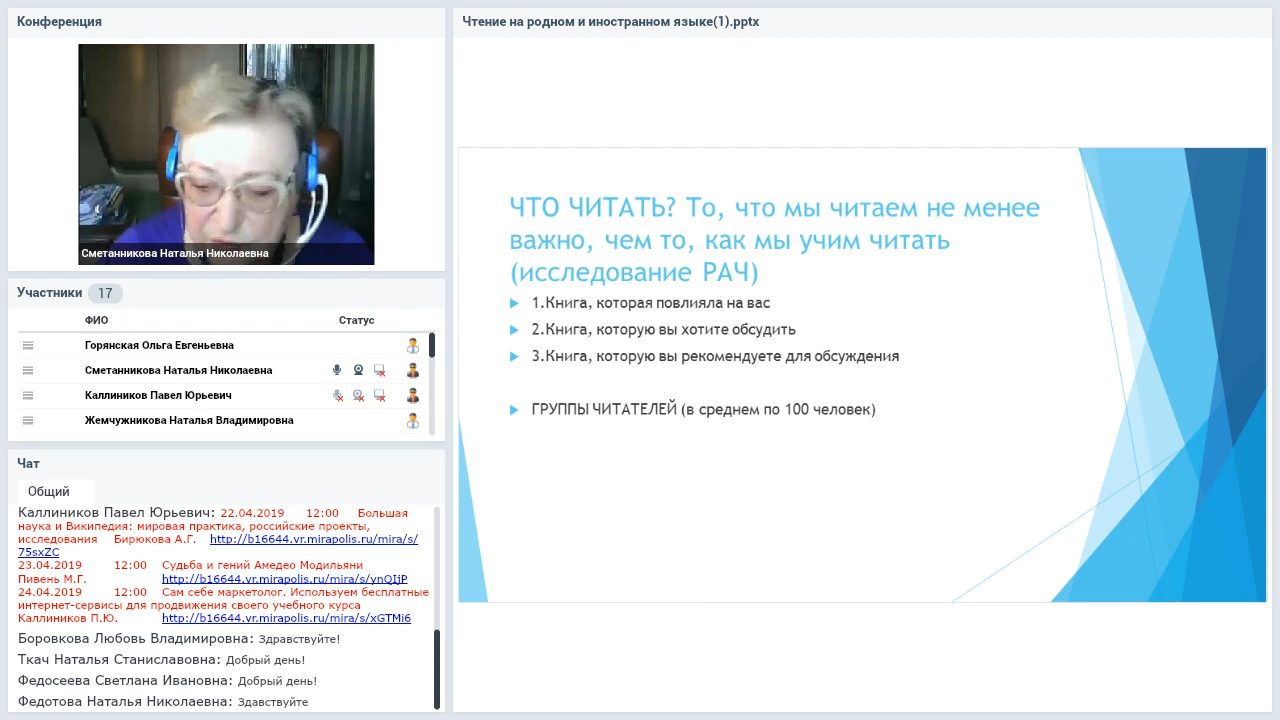 Конференция
Сметанникова Наталья Николаевна
Участники 17
ФИО Статус
Горянская Ольга Евгеньевна
Сметанникова Наталья Николаевна
Каллиников Павел Юрьевич
Жемчужникова Наталья Владимировна
Чат
Общий
Каллиников Павел Юрьевич: 22.04.2019 12:00 Большая
наука и Википедия: мировая практика, российские проекты,
исследования Бирюкова А.Г. http://b16644.vr.mirapolis.ru/mira/s/
75sxZC
23.04.2019 12:00 Судьба и гений Амедео Модильяни
Пивень М.Г. http://b16644.vr.mirapolis.ru/mira/s/ynQIjP
24.04.2019 12:00 Сам себе маркетолог. Используем бесплатные
интернет-сервисы для продвижения своего учебного курса
Каллиников П.Ю. http://b16644.vr.mirapolis.ru/mira/s/xGTMi6
Боровкова Любовь Владимировна: Здравствуйте!
Ткач Наталья Станиславовна: Добрый день!
Федосеева Светлана Ивановна: Добрый день!
Федотова Наталья Николаевна: Здавствуйте
Чтение на родном и иностранном языке(1).pptx
ЧТО ЧИТАТЬ? То, что мы читаем не менее
важно, чем то, как мы учим читать
(исследование РАЧ)
1.Книга, которая повлияла на вас
2.Книга, которую вы хотите обсудить
3.Книга, которую вы рекомендуете для обсуждения
ГРУППЫ ЧИТАТЕЛЕЙ (в среднем по 100 человек)